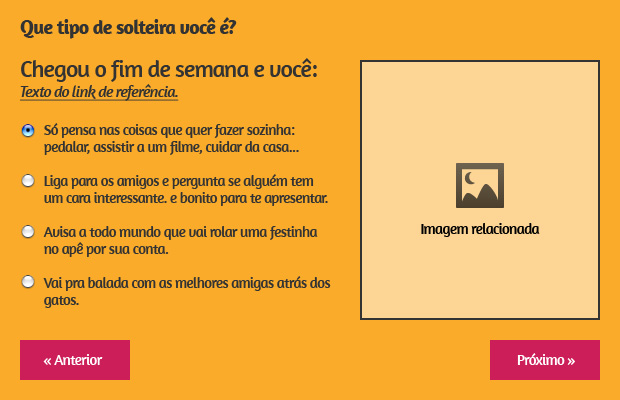 Que tipo de solteira você é?
Chegou o fim de semana e você:
Texto do link de referência.
Só pensa nas coisas que quer fazer sozinha:
pedalar, assistir a um filme, cuidar da casa...
Liga para os amigos e pergunta se alguém tem
um cara interessante. e bonito para te apresentar.
Avisa a todo mundo que vai rolar uma festinha
no apê por sua conta.
Vai pra balada com as melhores amigas atrás dos
gatos.
Imagem relacionada
« Anterior
Próximo »